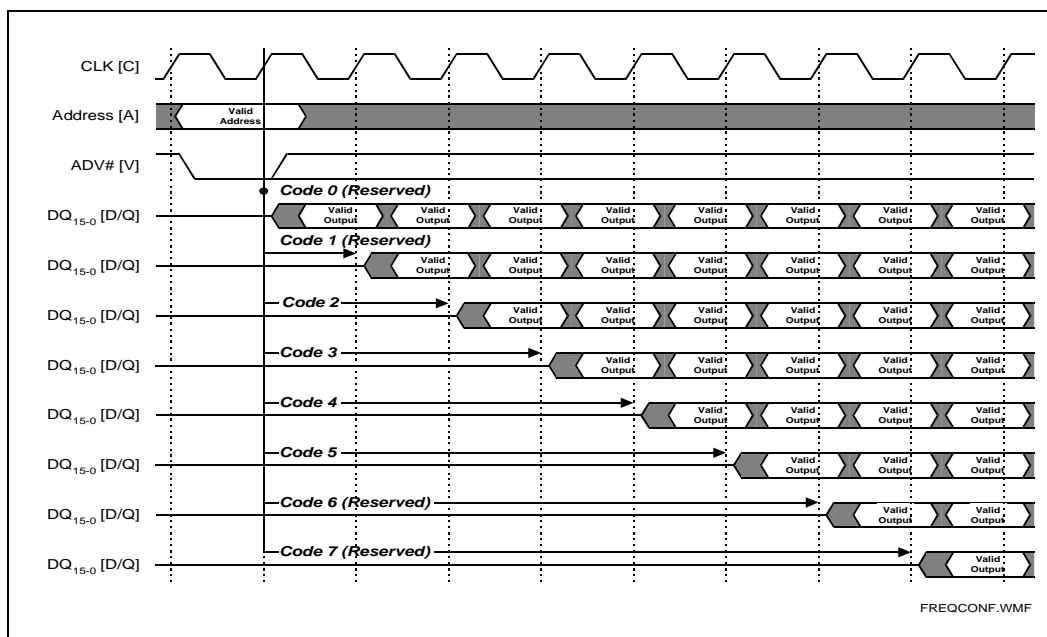 CLK [C]
Address [A]
Valid
Address
ADV# [V]
Code 0 (Reserved)
DQ15-0 [D/Q]
Valid Valid Valid Valid Valid Valid Valid Valid
Output Output Output Output Output Output Output Output
Code 1 (Reserved)
DQ15-0 [D/Q]
Valid Valid Valid Valid Valid Valid Valid
Output Output Output Output Output Output Output
Code 2
DQ15-0 [D/Q]
Valid Valid Valid Valid Valid Valid
Output Output Output Output Output Output
Code 3
DQ15-0 [D/Q]
Valid Valid Valid Valid Valid
Output Output Output Output Output
Code 4
DQ15-0 [D/Q]
Valid Valid Valid Valid
Output Output Output Output
Code 5
DQ15-0 [D/Q]
Valid Valid Valid
Output Output Output
Code 6 (Reserved)
DQ15-0 [D/Q]
Valid Valid
Output Output
Code 7 (Reserved)
DQ15-0 [D/Q]
Valid
Output
FREQCONF.WMF